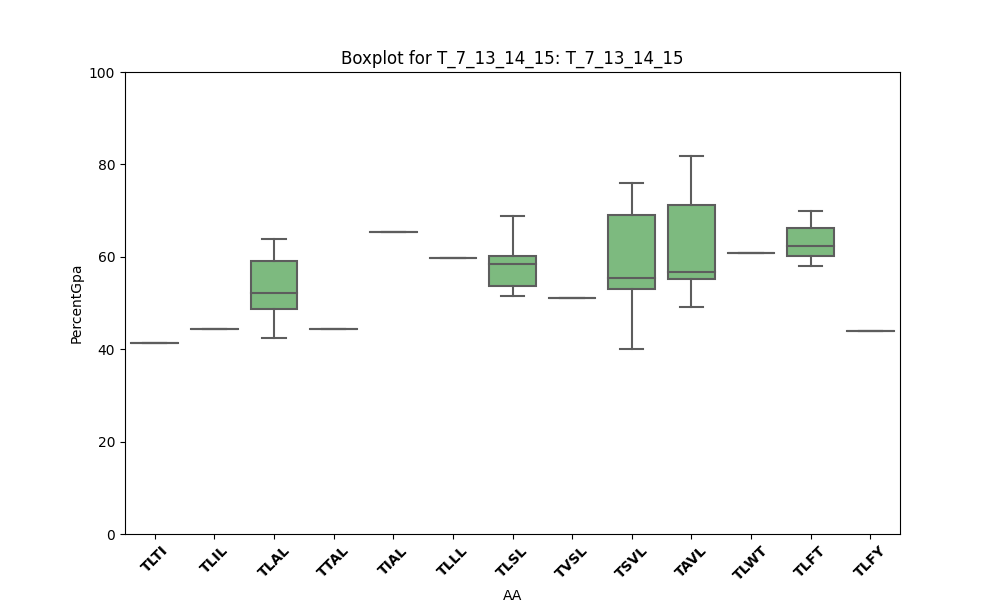 Boxplot for T_7_13_14_15: T_7_13_14_15
PercentGpa
100
80
60
40
20
0
TLTI
TLIL
TLAL
TTAL
TIAL
TLLL
TLSL
TVSL
TSVL
TAVL
TLWT
TLFT
TLFY
AA